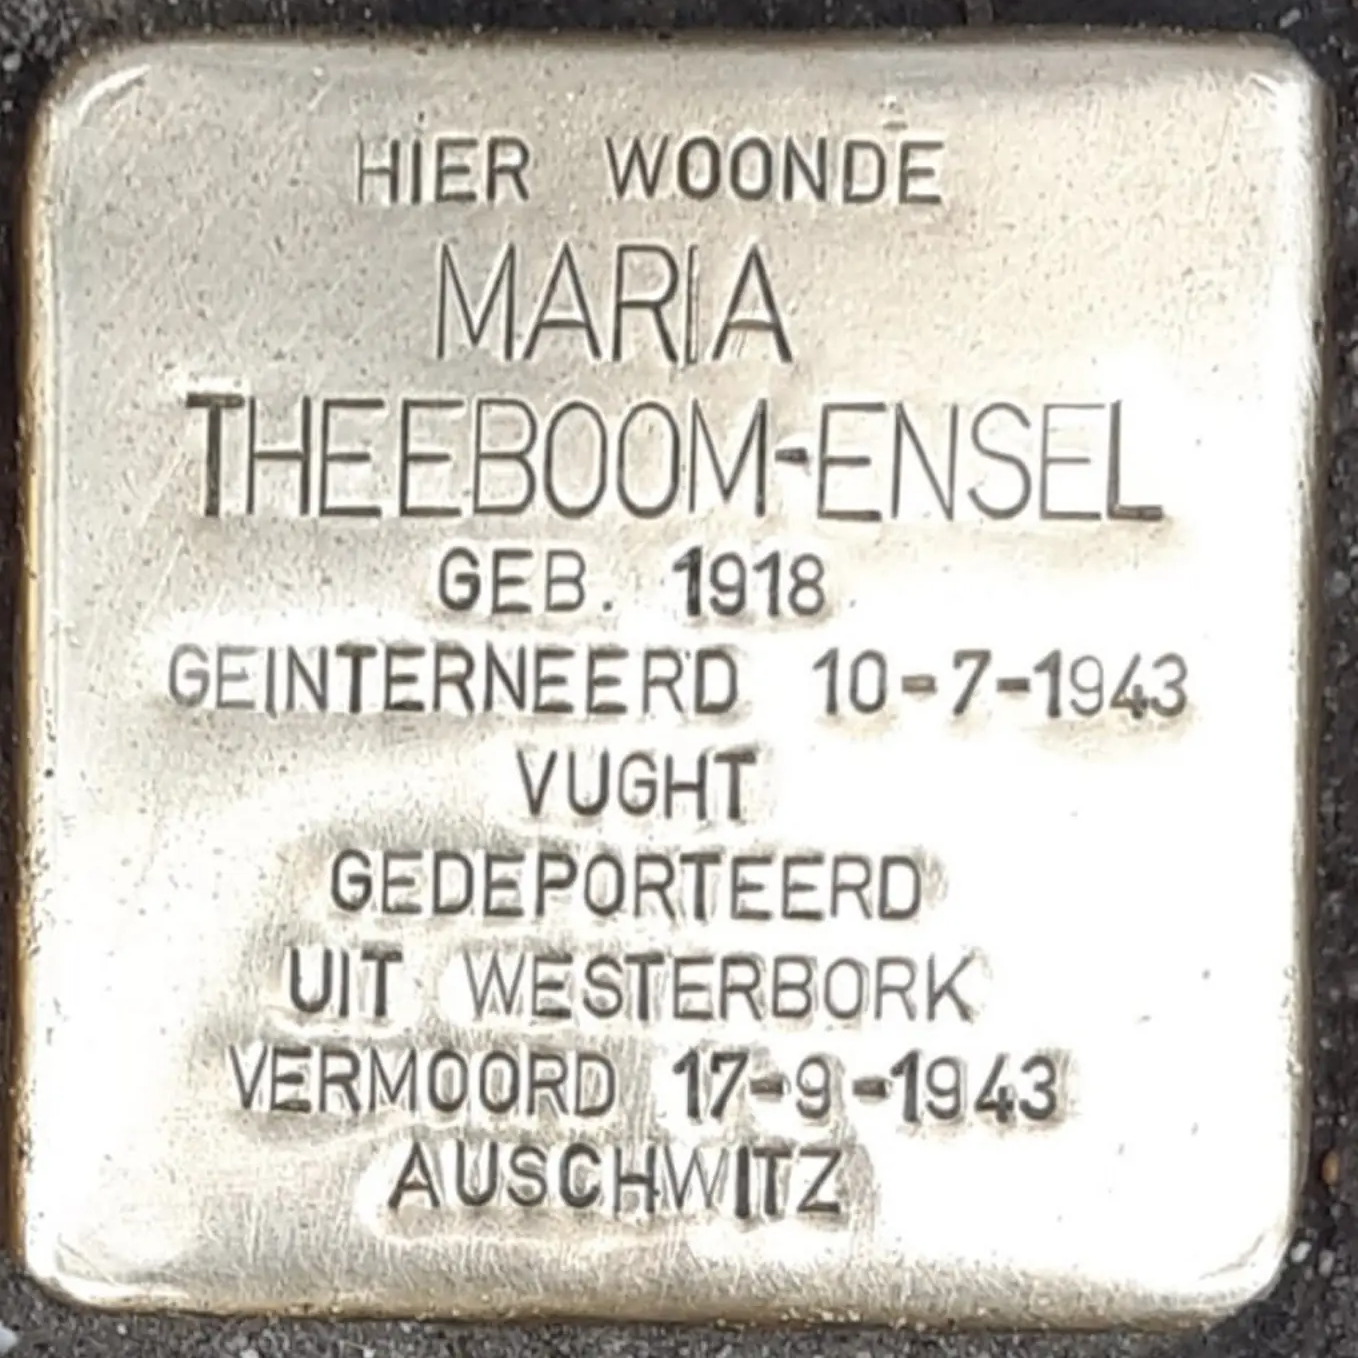 HIER WOONDE
MARIA
THEEBOOM-ENSEL
GEB. 1918
GEINTERNEERD 10-7-1943
VUGHT
GEDEPORTEERD
UIT WESTERBORK
VERMOORD 17-9-1943
AUSCHWITZ